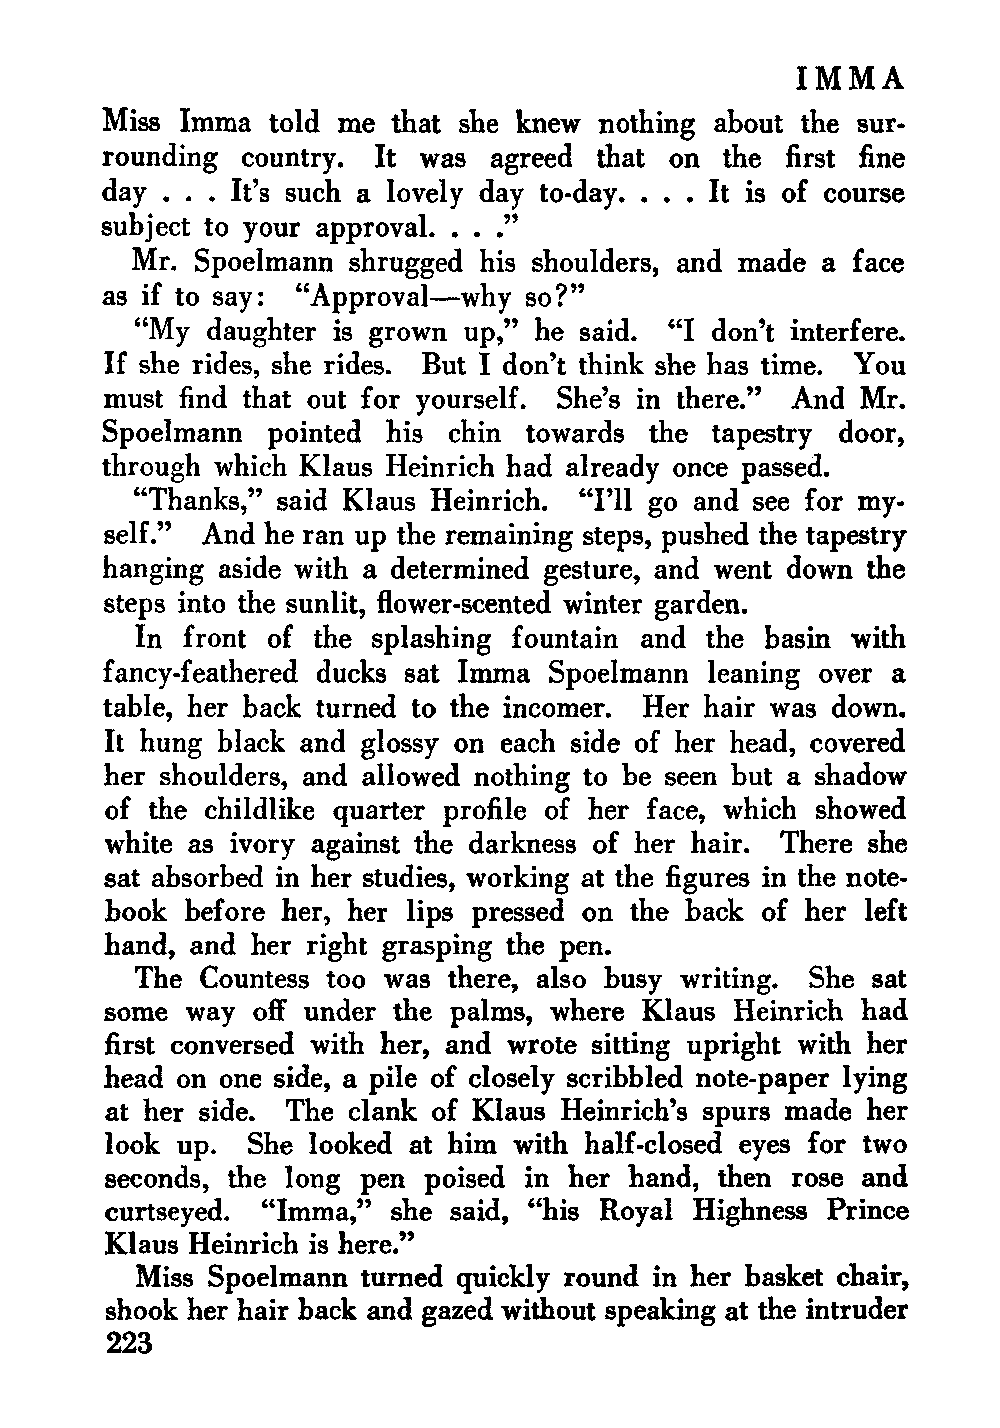 IMMA
Miss Imma told me that she knew nothing about the sur-
rounding country. It was agreed that on the first fine
day . . . It's such a lovely day to-day. . . . It is of course
subject to your approval. . . ."
Mr. Spoelmann shrugged his shoulders, and made a face
as if to say: "Approval—why so?"
"My daughter is grown up," he said. "I don't interfere.
If she rides, she rides. But I don't think she has time. You
must find that out for yourself. She's in there." And Mr.
Spoelmann pointed his chin towards the tapestry door,
through which Klaus Heinrich had already once passed.
"Thanks," said Klaus Heinrich. "I'll go and see for my-
self." And he ran up the remaining steps, pushed the tapestry
hanging aside with a determined gesture, and went down the
steps into the sunlit, flower-scented winter garden.
In front of the splashing fountain and the basin with
fancy-feathered ducks sat Imma Spoelmann leaning over a
table, her back turned to the incomer. Her hair was down.
It hung black and glossy on each side of her head, covered
her shoulders, and allowed nothing to be seen but a shadow
of the childlike quarter profile of her face, which showed
white as ivory against the darkness of her hair. There she
sat absorbed in her studies, working at the figures in the note-
book before her, her lips pressed on the back of her left
hand, and her right grasping the pen.
The Countess too was there, also busy writing. She sat
some way off under the palms, where Klaus Heinrich had
first conversed with her, and wrote sitting upright with her
head on one side, a pile of closely scribbled note-paper lying
at her side. The clank of Klaus Heinrich's spurs made her
look up. She looked at him with half-closed eyes for two
seconds, the long pen poised in her hand, then rose and
curtseyed. "Imma," she said, "his Royal Highness Prince
Klaus Heinrich is here."
Miss Spoelmann turned quickly round in her basket chair,
shook her hair back and gazed without speaking at the intruder
223